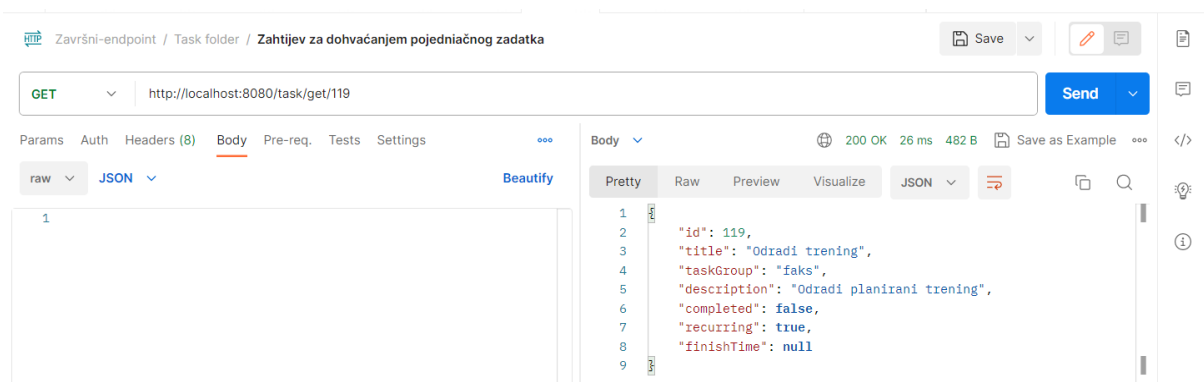 HTTP Završni-endpoint / Task folder / Zahtijev za dohvaćanjem pojedniačnog zadatka Save
GET http://localhost:8080/task/get/119 Send
Params Auth Headers (8) Body Pre-req. Tests Settings
raw JSON Beautify
1
Body 200 OK 26 ms 482 B Save as Example
Pretty Raw Preview Visualize JSON
1 {
2 "id": 119,
3 "title": "Odradi trening",
4 "taskGroup": "faks",
5 "description": "Odradi planirani trening",
6 "completed": false,
7 "recurring": true,
8 "finishTime": null
9 }